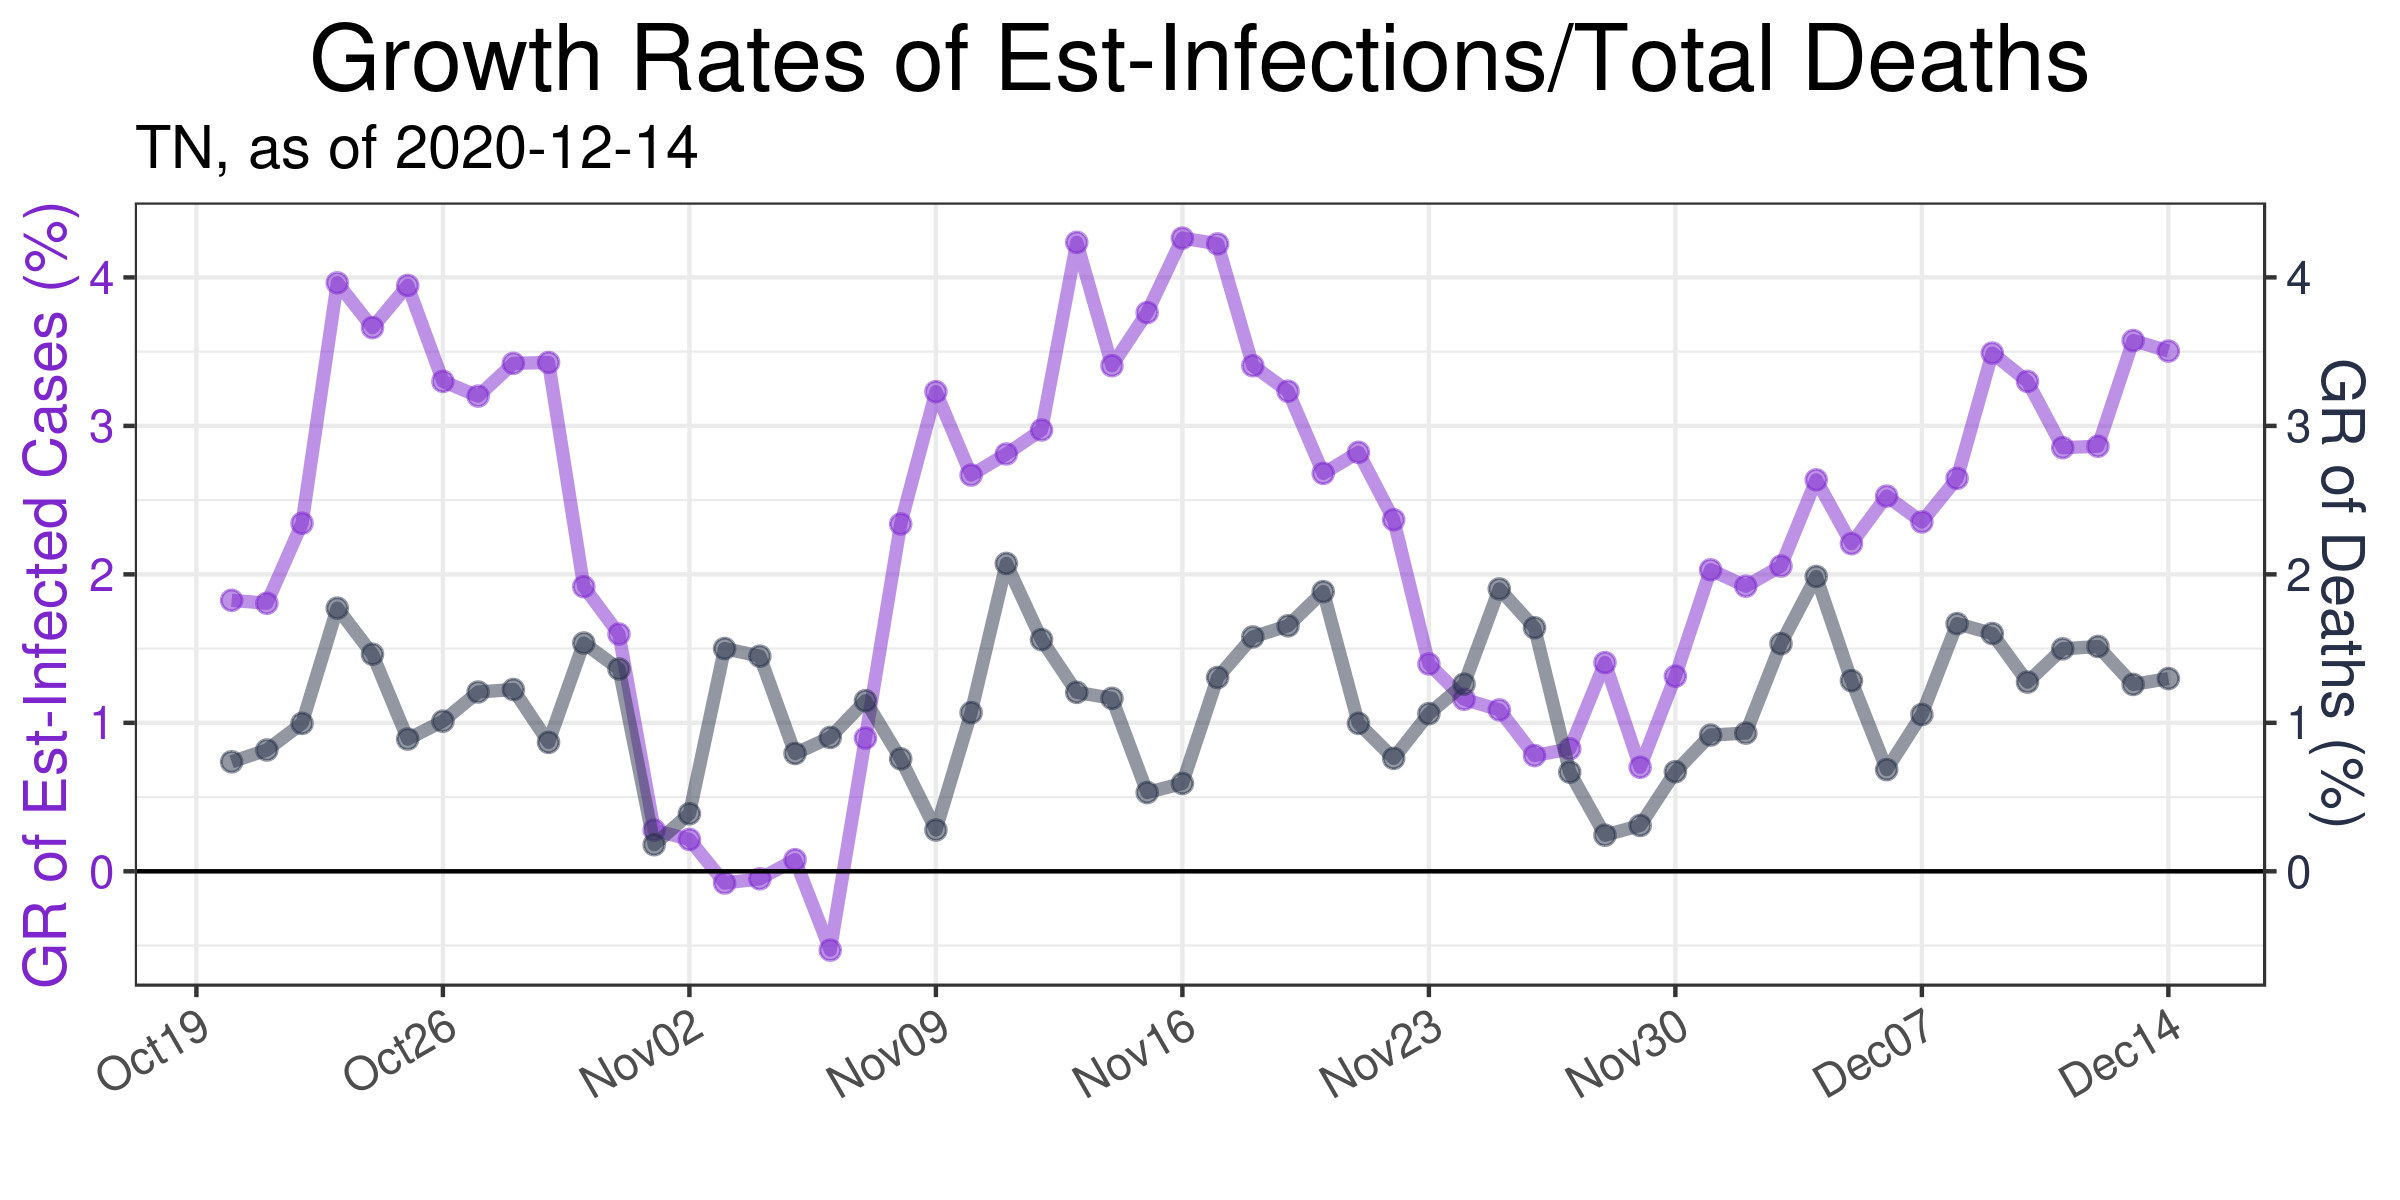 Growth Rates of Est-Infections/Total Deaths
TN, as of 2020-12-14
GR of Est-Infected Cases (%)
4
3
2
1
0
4
3
2
1
0
GR of Deaths (%)
Oct19
Oct26
Nov02
Nov09
Nov16
Nov23
Nov30
Dec07
Dec14